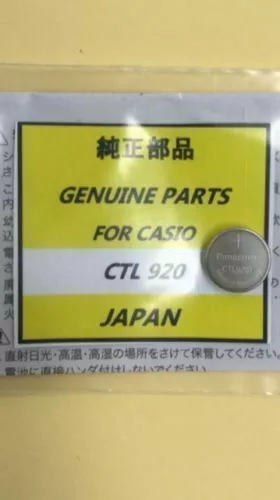 純正部品
GENUINE PARTS
FOR CASIO
CTL 920
JAPAN
Panasonic
CTL920
直射日光・高温・高湿の場所をさけて保管してください。
電池に直接ハンダ付けしないでください。